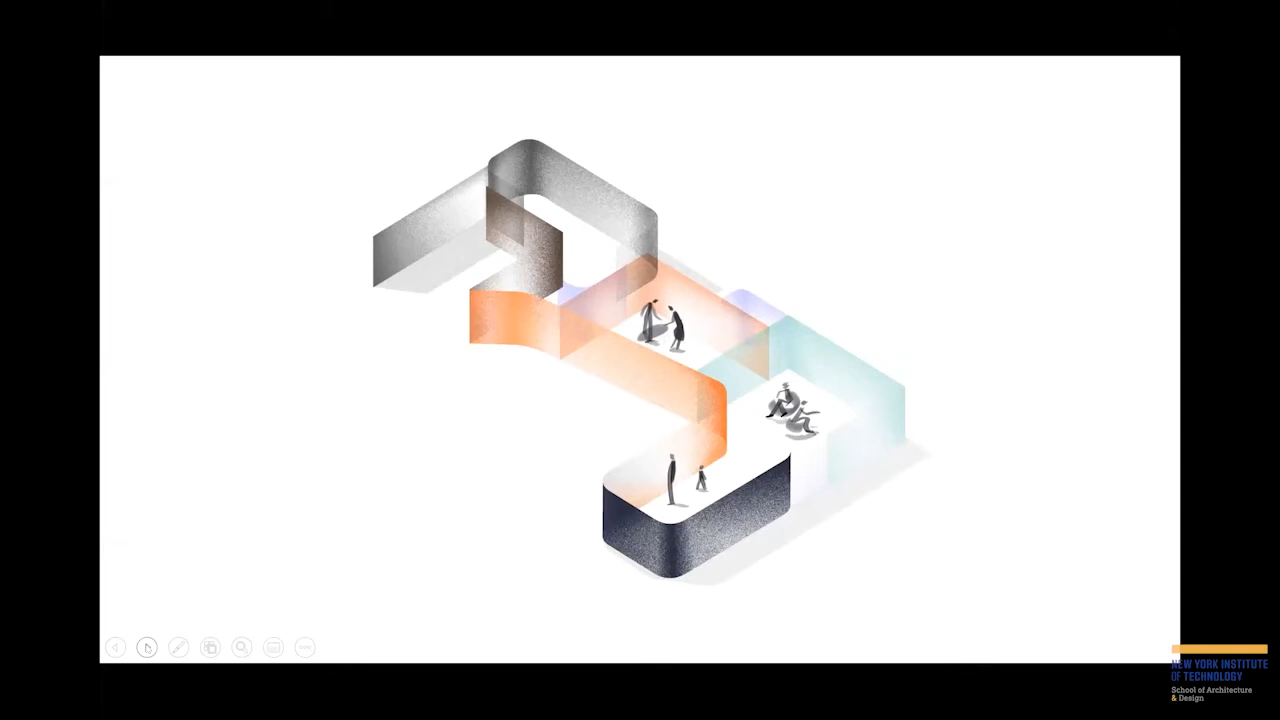 NEW YORK INSTITUTE
OF TECHNOLOGY
School of Architecture
& Design